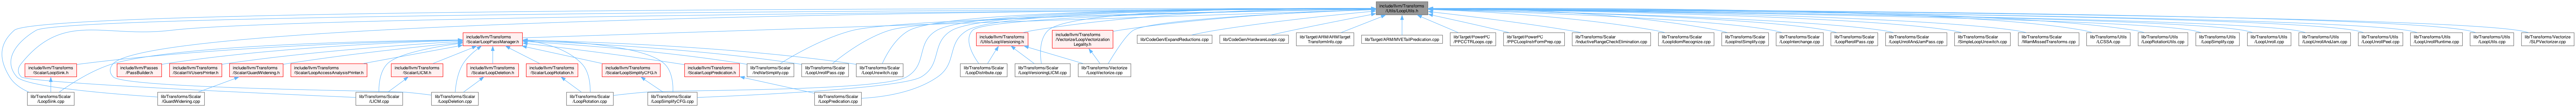 include/llvm/Transforms
/Utils/LoopUtils.h
include/llvm/Transforms
/Scalar/LoopPassManager.h
include/llvm/Transforms
/Utils/LoopVersioning.h
include/llvm/Transforms
/Vectorize/LoopVectorization
Legality.h
lib/CodeGen/ExpandReductions.cpp
lib/CodeGen/HardwareLoops.cpp
lib/Target/ARM/ARMTarget
TransformInfo.cpp
lib/Target/ARM/MVETailPredication.cpp
lib/Target/PowerPC
/PPCCTRLoops.cpp
lib/Target/PowerPC
/PPCLoopInstrFormPrep.cpp
lib/Transforms/Scalar
/InductiveRangeCheckElimination.cpp
lib/Transforms/Scalar
/LoopIdiomRecognize.cpp
lib/Transforms/Scalar
/LoopInstSimplify.cpp
lib/Transforms/Scalar
/LoopInterchange.cpp
lib/Transforms/Scalar
/LoopRerollPass.cpp
lib/Transforms/Scalar
/LoopUnrollAndJamPass.cpp
lib/Transforms/Scalar
/SimpleLoopUnswitch.cpp
lib/Transforms/Scalar
/WarnMissedTransforms.cpp
lib/Transforms/Utils
/LCSSA.cpp
lib/Transforms/Utils
/LoopRotationUtils.cpp
lib/Transforms/Utils
/LoopSimplify.cpp
lib/Transforms/Utils
/LoopUnroll.cpp
lib/Transforms/Utils
/LoopUnrollAndJam.cpp
lib/Transforms/Utils
/LoopUnrollPeel.cpp
lib/Transforms/Utils
/LoopUnrollRuntime.cpp
lib/Transforms/Utils
/LoopUtils.cpp
lib/Transforms/Vectorize
/SLPVectorizer.cpp
include/llvm/Transforms
/Scalar/LoopSink.h
include/llvm/Passes
/PassBuilder.h
include/llvm/Transforms
/Scalar/IVUsersPrinter.h
include/llvm/Transforms
/Scalar/GuardWidening.h
include/llvm/Transforms
/Scalar/LoopAccessAnalysisPrinter.h
include/llvm/Transforms
/Scalar/LICM.h
include/llvm/Transforms
/Scalar/LoopDeletion.h
include/llvm/Transforms
/Scalar/LoopRotation.h
include/llvm/Transforms
/Scalar/LoopSimplifyCFG.h
include/llvm/Transforms
/Scalar/LoopPredication.h
lib/Transforms/Scalar
/IndVarSimplify.cpp
lib/Transforms/Scalar
/LoopUnrollPass.cpp
lib/Transforms/Scalar
/LoopUnswitch.cpp
lib/Transforms/Scalar
/LoopDistribute.cpp
lib/Transforms/Scalar
/LoopVersioningLICM.cpp
lib/Transforms/Vectorize
/LoopVectorize.cpp
lib/Transforms/Scalar
/LoopSink.cpp
lib/Transforms/Scalar
/GuardWidening.cpp
lib/Transforms/Scalar
/LICM.cpp
lib/Transforms/Scalar
/LoopDeletion.cpp
lib/Transforms/Scalar
/LoopRotation.cpp
lib/Transforms/Scalar
/LoopSimplifyCFG.cpp
lib/Transforms/Scalar
/LoopPredication.cpp